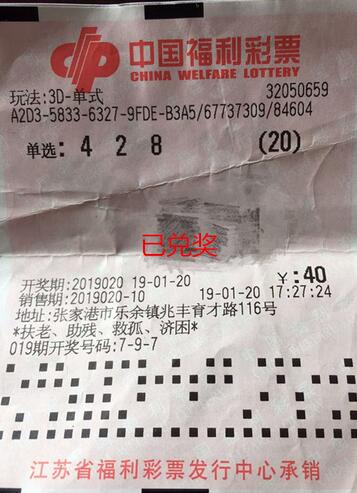 中国福利彩票
CHINA WELFARE LOTTERY
玩法:3D-单式 32050659
A2D3-5833-6327-9FDE-B3A5/67737309/84604
单选: 4 2 8 (20)
已兑奖
开奖期:2019020 19-01-20 ¥:40
销售期:2019020-10 19-01-20 17:27:24
地址:张家港市乐余镇兆丰育才路116号
*扶老、助残、救孤、济困*
019期开奖号码:7-9-7
江苏省福利彩票发行中心承销